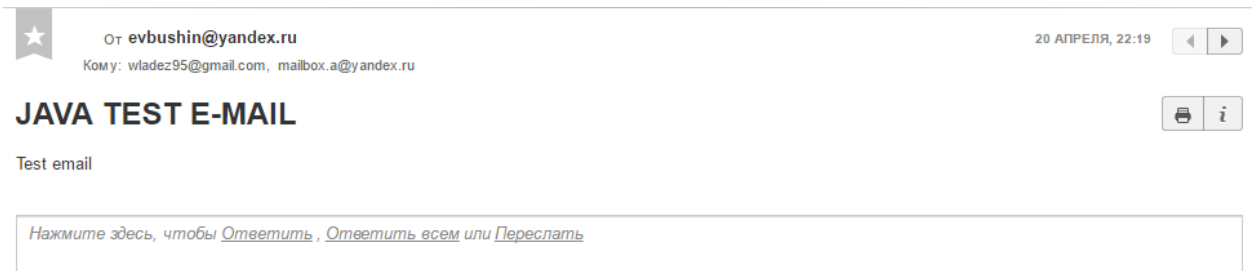 От evbushin@yandex.ru
20 АПРЕЛЯ, 22:19
Кому: wladez95@gmail.com, mailbox.a@yandex.ru
JAVA TEST E-MAIL
i
Test email
Нажмите здесь, чтобы Ответить , Ответить всем или Переслать